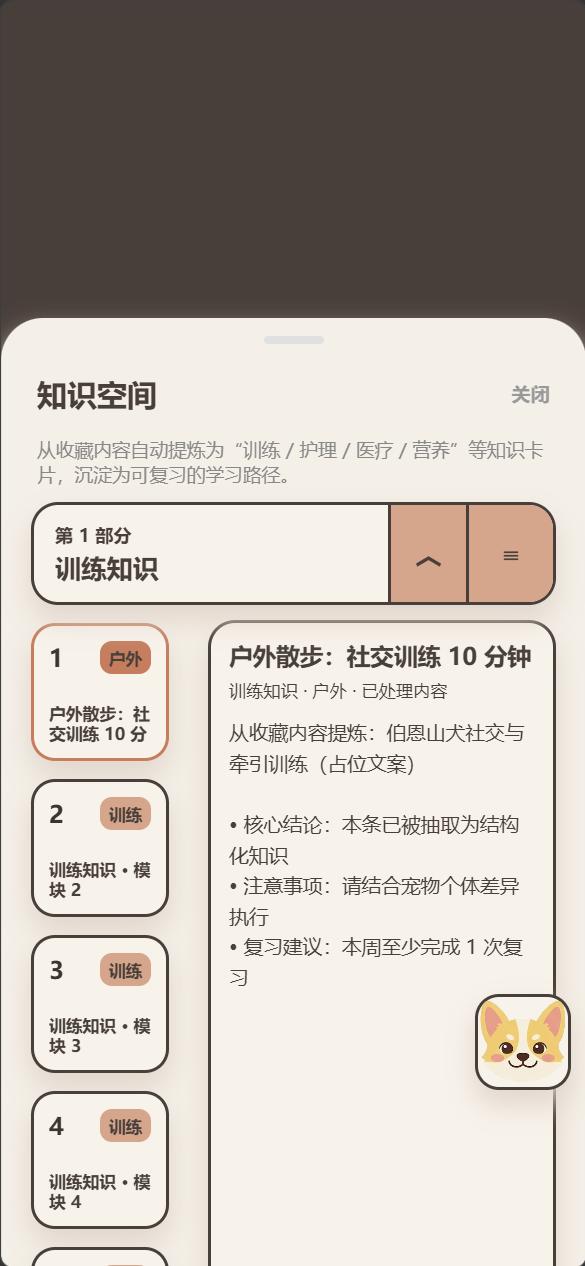 知识空间
关闭
从收藏内容自动提炼为“训练 / 护理 / 医疗 / 营养”等知识卡
片，沉淀为可复习的学习路径。
第 1 部分
训练知识
1
户外
户外散步：社
交训练 10 分
2
训练
训练知识 • 模
块 2
3
训练
训练知识 • 模
块 3
4
训练
训练知识 • 模
块 4
户外散步：社交训练 10 分钟
训练知识 · 户外 · 已处理内容
从收藏内容提炼：伯恩山犬社交与
牵引训练（占位文案）
• 核心结论：本条已被抽取为结构
化知识
• 注意事项：请结合宠物个体差异
执行
• 复习建议：本周至少完成 1 次复
习